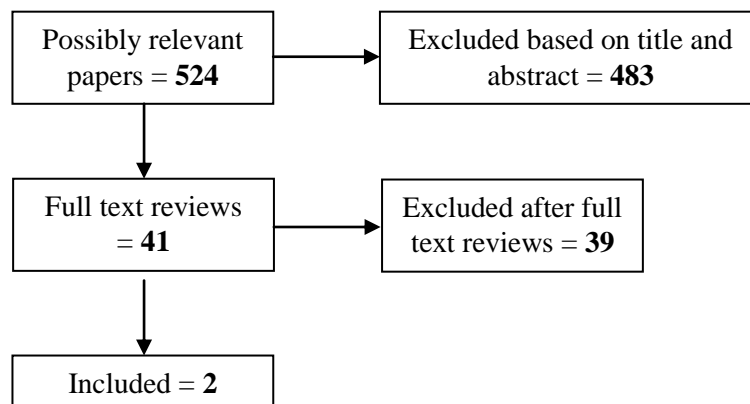 Possibly relevant
papers = 524
Excluded based on title and
abstract = 483
Full text reviews
= 41
Excluded after full
text reviews = 39
Included = 2